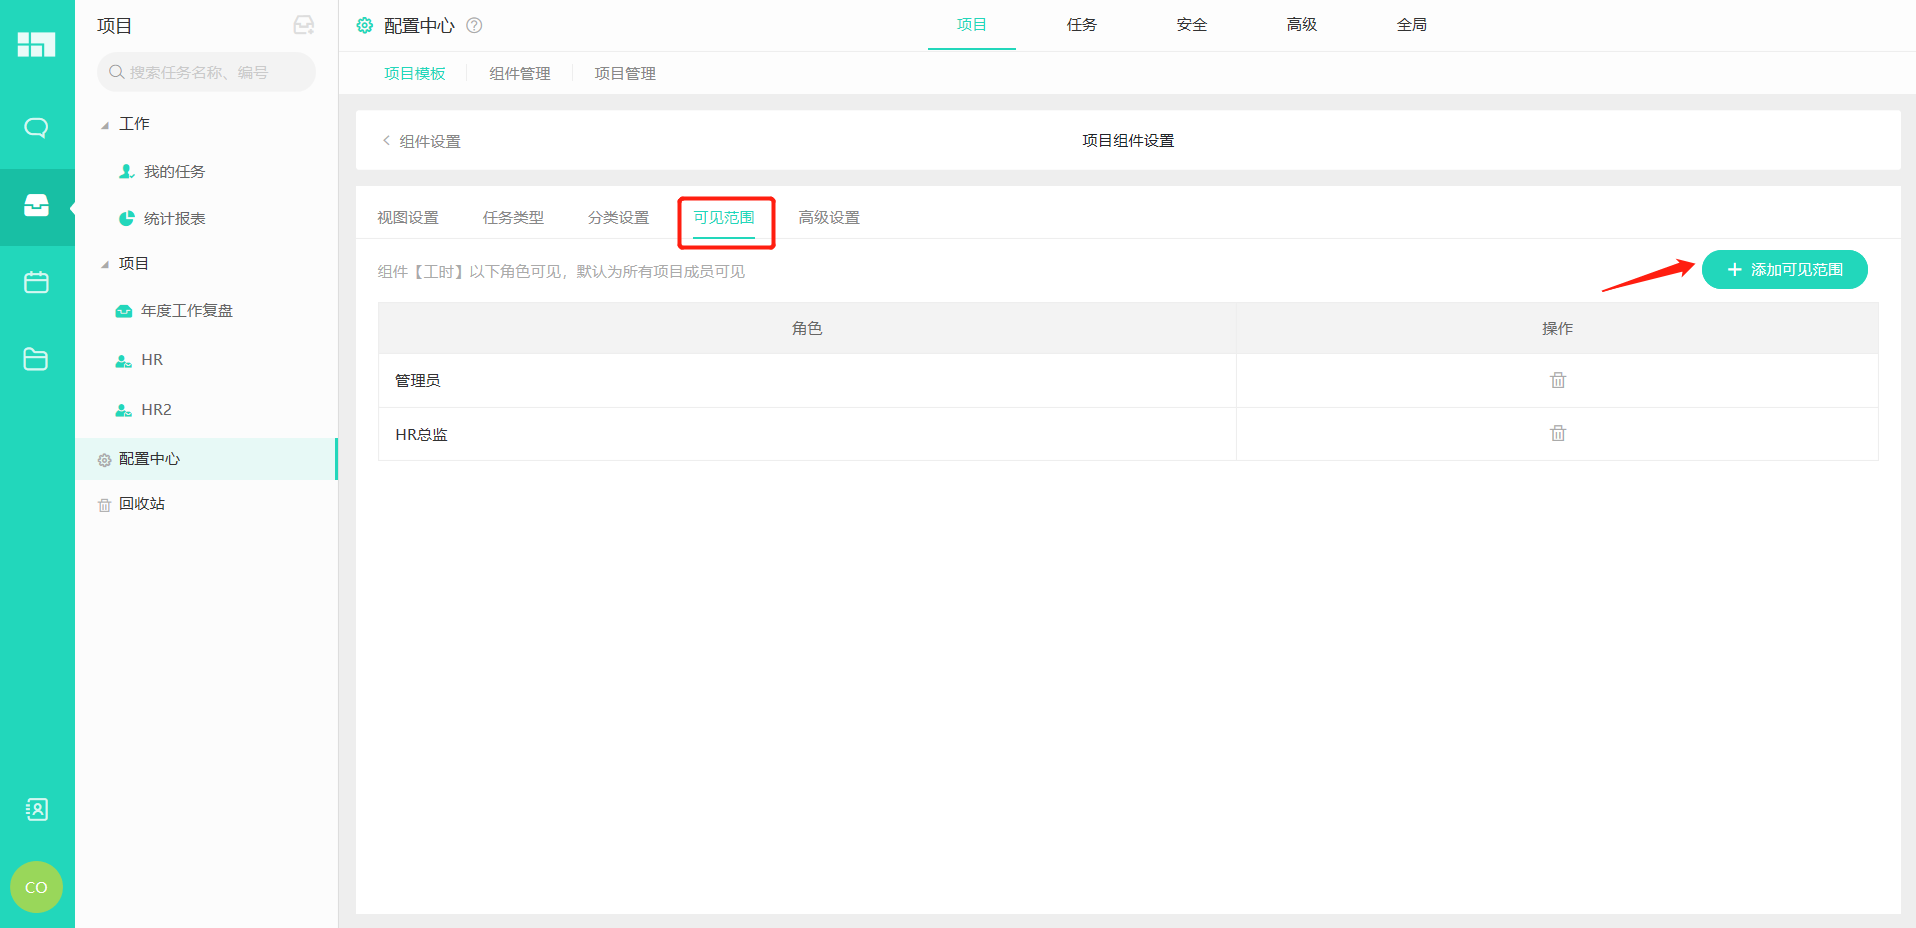 项目
搜索任务名称、编号
工作
我的任务
统计报表
项目
年度工作复盘
HR
HR2
配置中心
回收站
CO
配置中心 ?
项目 任务 安全 高级 全局
项目模板 组件管理 项目管理
组件设置 项目组件设置
视图设置 任务类型 分类设置 可见范围 高级设置
组件【工时】以下角色可见，默认为所有项目成员可见
+ 添加可见范围
角色 操作
管理员
HR总监